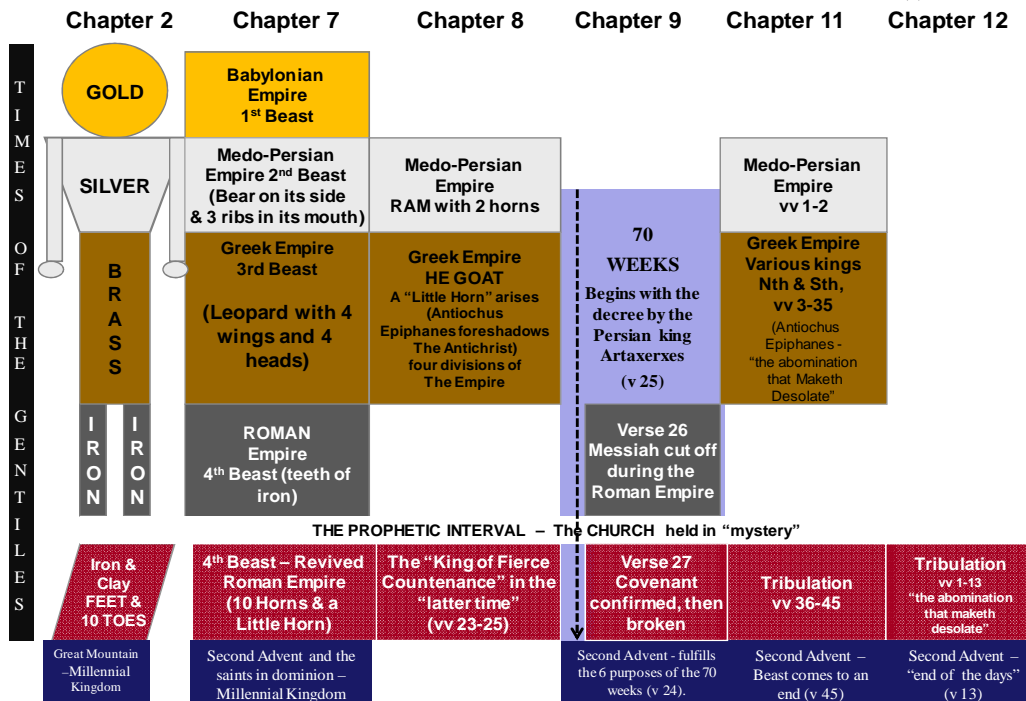 Chapter 2
Chapter 7
Chapter 8
Chapter 9
Chapter 11
Chapter 12
TIMES OF THE GENTILES
GOLD
SILVER
BRASS
IRON
IRON
Iron &
Clay
FEET &
10 TOES
Great Mountain
–Millennial
Kingdom
Babylonian
Empire
1st Beast
Medo-Persian
Empire 2nd Beast
(Bear on its side
& 3 ribs in its mouth)
Greek Empire
3rd Beast
(Leopard with 4
wings and 4
heads)
ROMAN
Empire
4th Beast (teeth of
iron)
THE PROPHETIC INTERVAL – The CHURCH held in “mystery”
4th Beast – Revived
Roman Empire
(10 Horns & a
Little Horn)
Second Advent and the
saints in dominion –
Millennial Kingdom
Medo-Persian
Empire
RAM with 2 horns
Greek Empire
HE GOAT
A “Little Horn” arises
(Antiochus
Epiphanes foreshadows
The Antichrist)
four divisions of
The Empire
The “King of Fierce
Countenance” in the
“latter time”
(vv 23-25)
70
WEEKS
Begins with the
decree by the
Persian king
Artaxerxes
(v 25)
Verse 26
Messiah cut off
during the
Roman Empire
Verse 27
Covenant
confirmed, then
broken
Second Advent - fulfills
the 6 purposes of the 70
weeks (v 24).
Medo-Persian
Empire
vv 1-2
Greek Empire
Various kings
Nth & Sth,
vv 3-35
(Antiochus
Epiphanes -
“the abomination
that Maketh
Desolate”
Tribulation
vv 36-45
Second Advent –
Beast comes to an
end (v 45)
Tribulation
vv 1-13
“the abomination
that maketh
desolate”
Second Advent –
“end of the days”
(v 13)